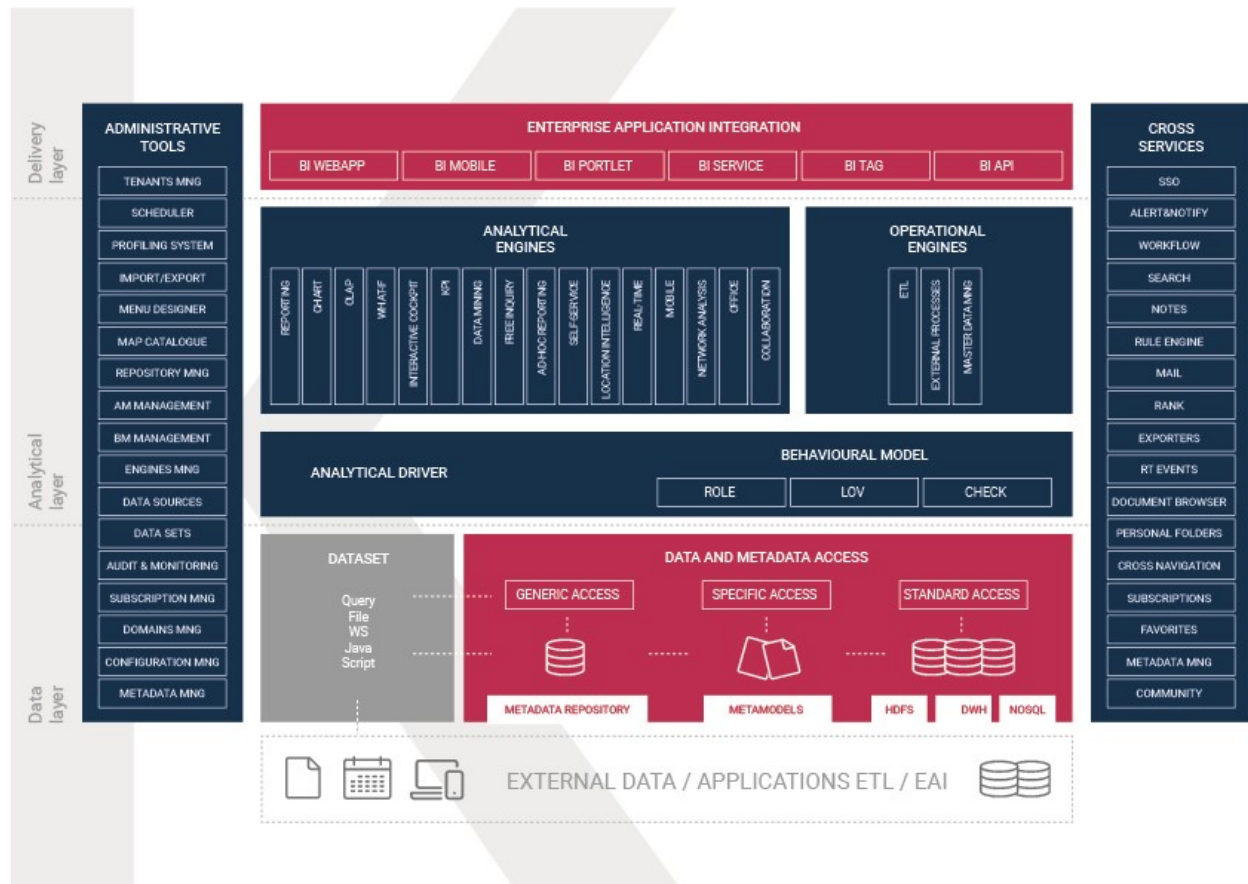 Delivery
layer
Analytical
layer
Data
layer
ADMINISTRATIVE
TOOLS
TENANTS MNG
SCHEDULER
PROFILING SYSTEM
IMPORT/EXPORT
MENU DESIGNER
MAP CATALOGUE
REPOSITORY MNG
AM MANAGEMENT
BM MANAGEMENT
ENGINES MNG
DATA SOURCES
DATA SETS
AUDIT & MONITORING
SUBSCRIPTION MNG
DOMAINS MNG
CONFIGURATION MNG
METADATA MNG
ENTERPRISE APPLICATION INTEGRATION
BI WEBAPP
BI MOBILE
BI PORTLET
BI SERVICE
BI TAG
BI API
ANALYTICAL
ENGINES
REPORTING
CHART
OLAP
WHAT-F
INTERACTIVE COCKPIT
KPI
DATA MINING
FREE INQUIRY
AD-HOC REPORTING
SELF-SERVICE
LOCATION INTELLIGENCE
REAL-TIME
MOBILE
NETWORK ANALYSIS
OFFICE
COLLABORATION
OPERATIONAL
ENGINES
ETL
EXTERNAL PROCESSES
MASTER DATA MNG
ANALYTICAL DRIVER
BEHAVIOURAL MODEL
ROLE
LOV
CHECK
DATASET
Query
File
WS
Java
Script
DATA AND METADATA ACCESS
GENERIC ACCESS
SPECIFIC ACCESS
STANDARD ACCESS
METADATA REPOSITORY
METAMODELS
HDFS
DWH
NOSQL
EXTERNAL DATA / APPLICATIONS ETL / EAI
CROSS
SERVICES
SSO
ALERT&NOTIFY
WORKFLOW
SEARCH
NOTES
RULE ENGINE
MAIL
RANK
EXPORTERS
RT EVENTS
DOCUMENT BROWSER
PERSONAL FOLDERS
CROSS NAVIGATION
SUBSCRIPTIONS
FAVORITES
METADATA MNG
COMMUNITY